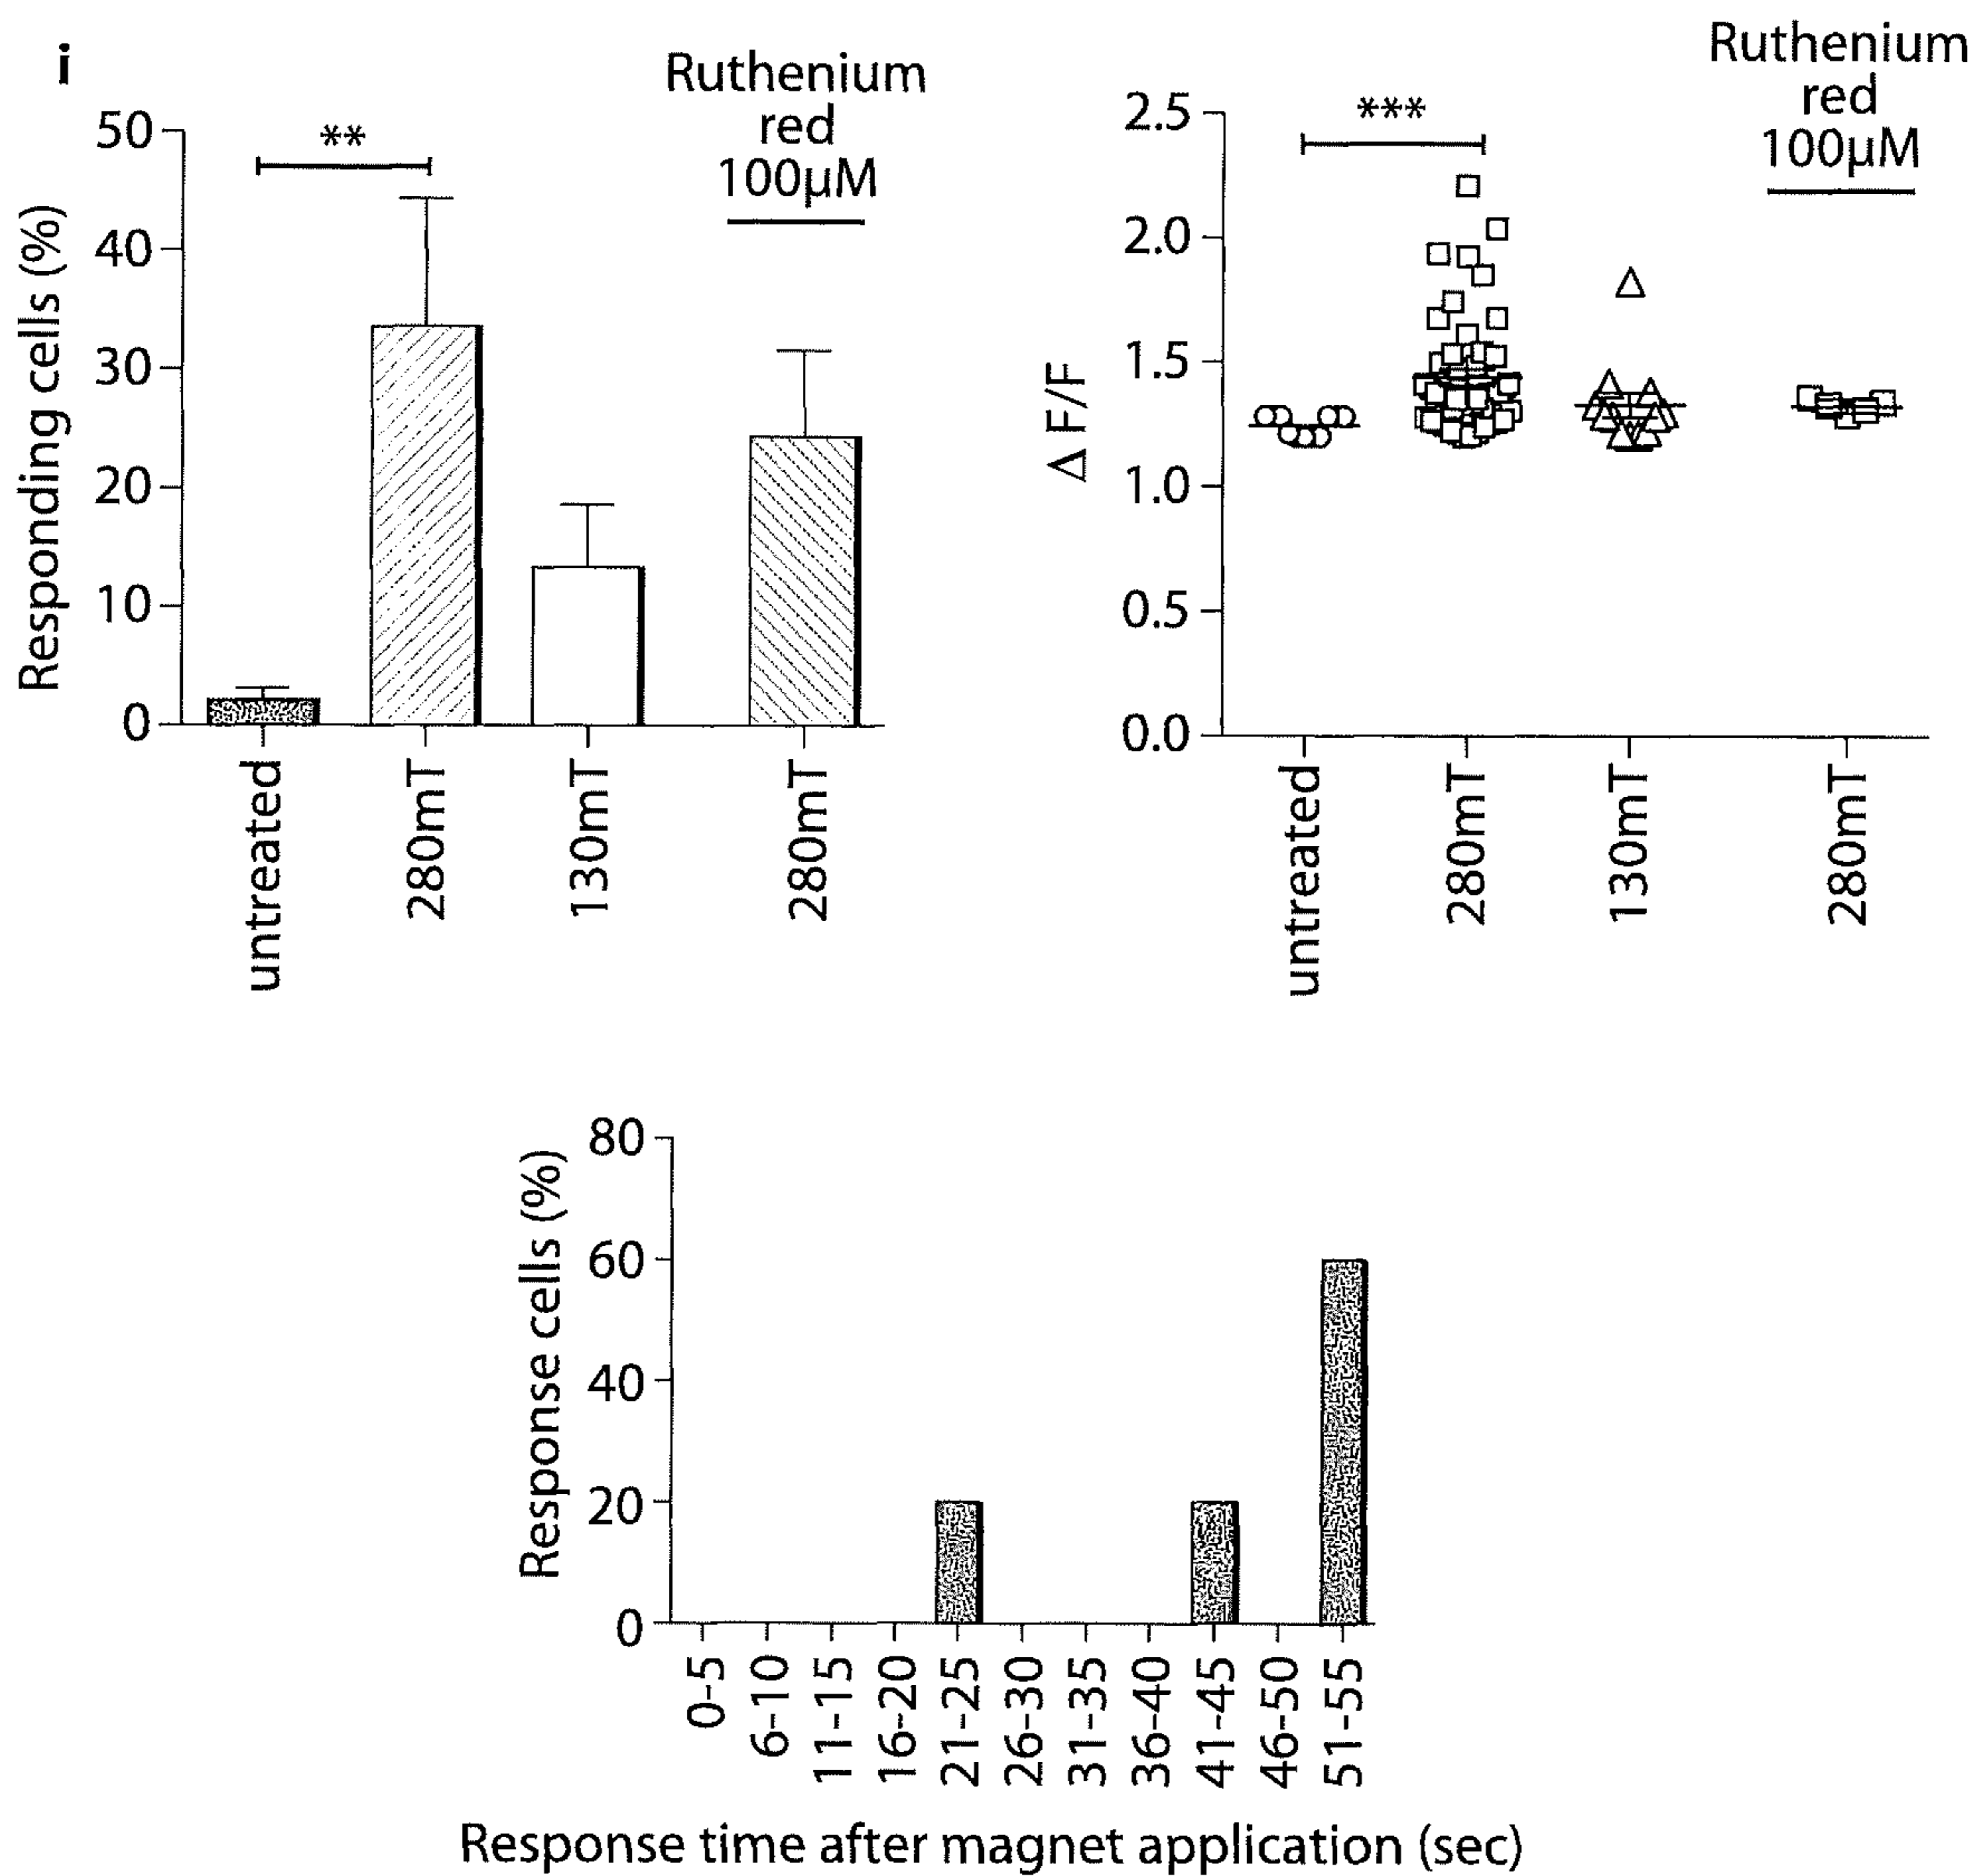 i
Ruthenium
red
100µM
**
50
40
30
20
10
0
Responding cells (%)
untreated
280mT
130mT
280mT
Ruthenium
red
100µM
***
2.5
2.0
1.5
1.0
0.5
0.0
Δ F/F
untreated
280mT
130mT
280mT
80
60
40
20
0
Response cells (%)
0-5
6-10
11-15
16-20
21-25
26-30
31-35
36-40
41-45
46-50
51-55
Response time after magnet application (sec)